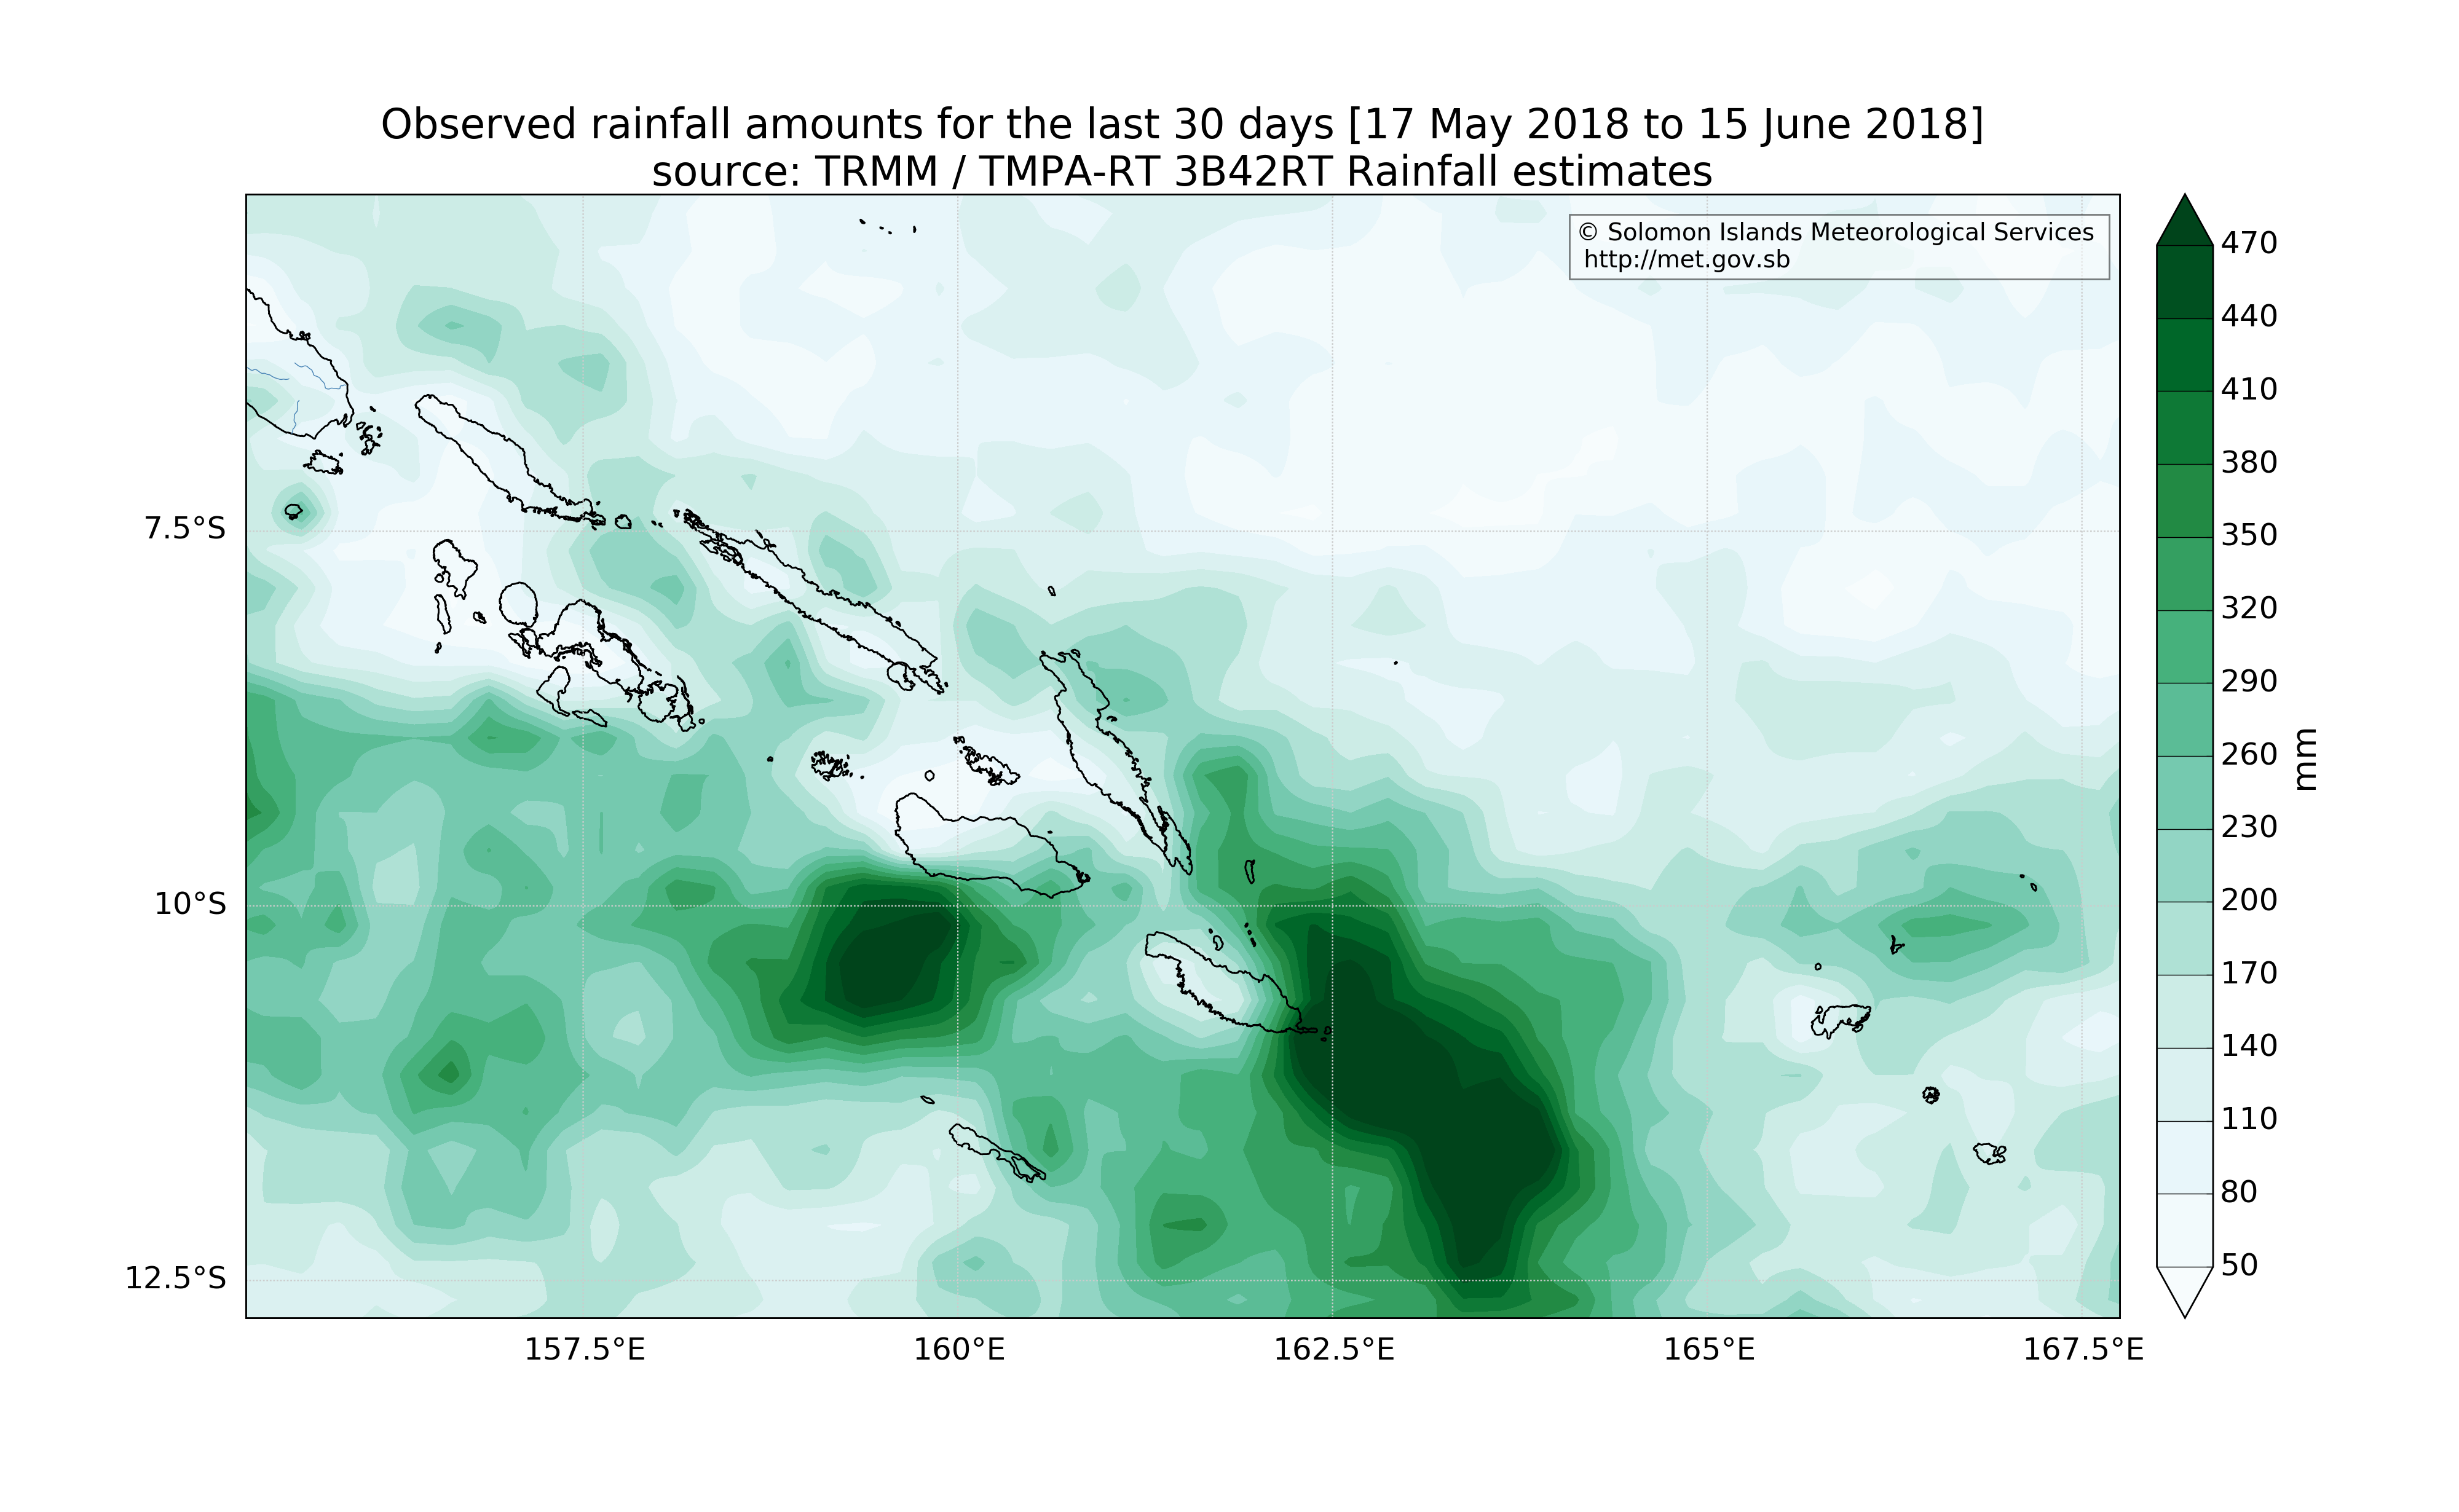 Observed rainfall amounts for the last 30 days [17 May 2018 to 15 June 2018]
source: TRMM / TMPA-RT 3B42RT Rainfall estimates
© Solomon Islands Meteorological Services
http://met.gov.sb
7.5°S
10°S
12.5°S
157.5°E
160°E
162.5°E
165°E
167.5°E
470
440
410
380
350
320
290
260
230
200
170
140
110
80
50
mm